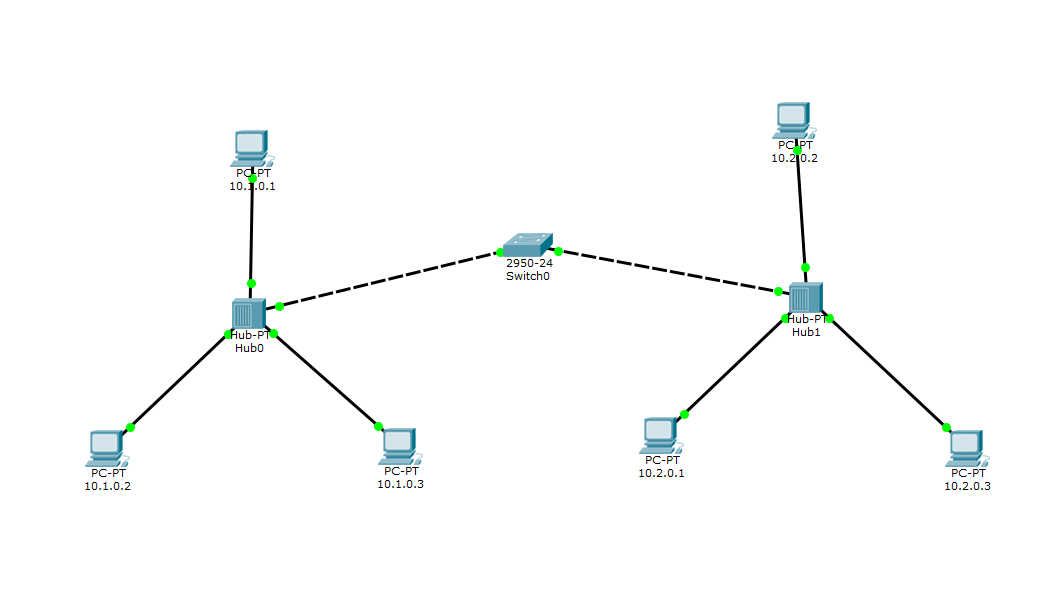 PC-PT
10.1.0.1
PC-PT
10.2.0.2
2950-24
Switch0
Hub-PT
Hub0
Hub-PT
Hub1
PC-PT
10.1.0.2
PC-PT
10.1.0.3
PC-PT
10.2.0.1
PC-PT
10.2.0.3